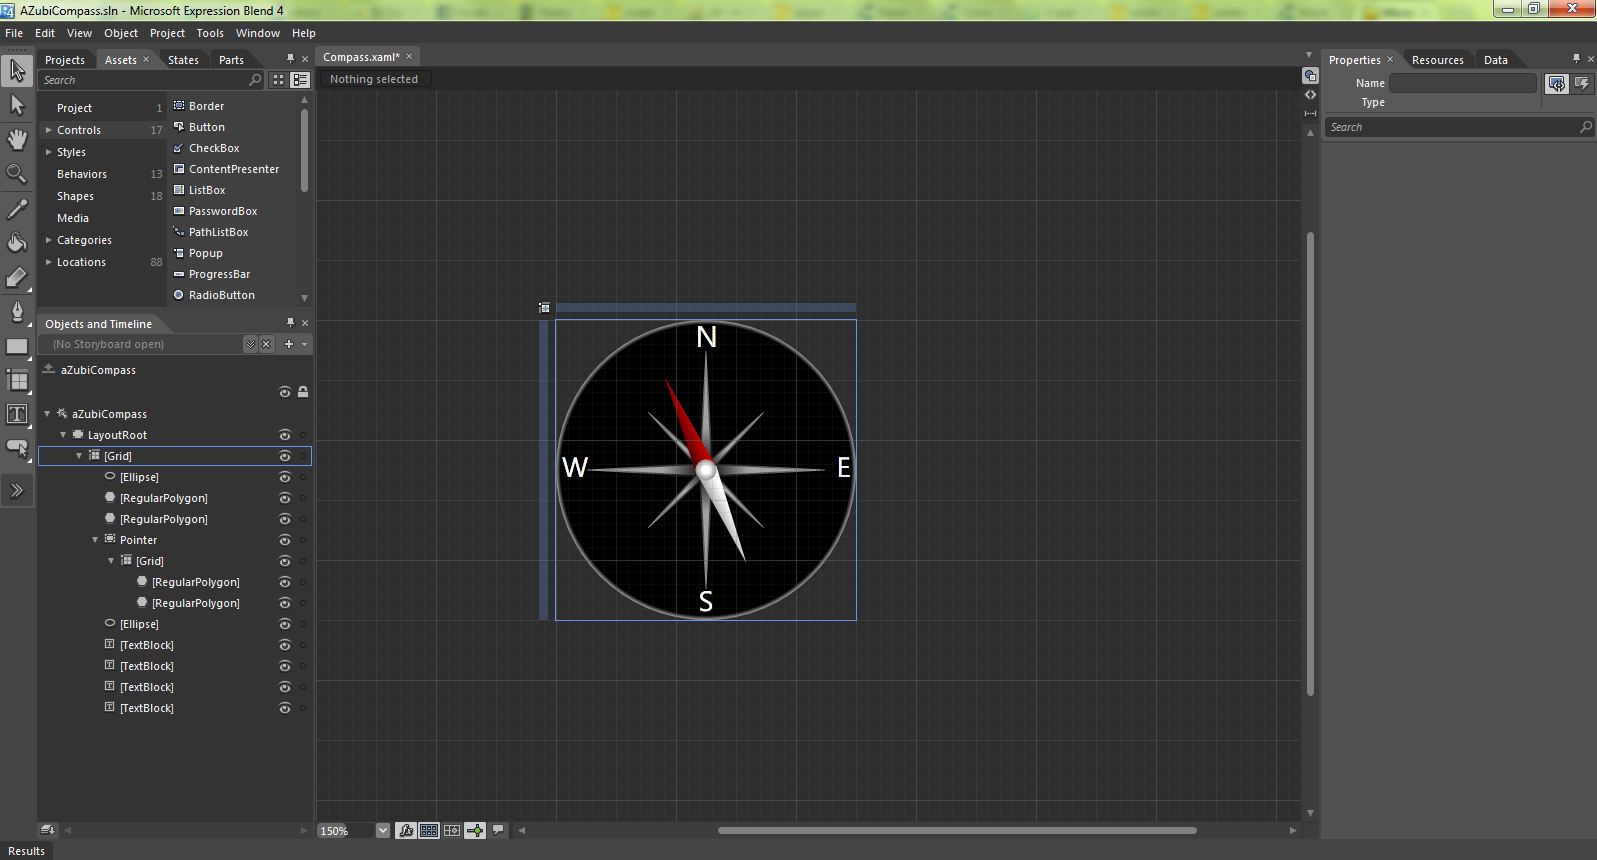 AZubiCompass.sln - Microsoft Expression Blend 4
File Edit View Object Project Tools Window Help
Projects Assets States Parts
Search
Project 1
Controls 17
Styles
Behaviors 13
Shapes 18
Media
Categories
Locations 88
Border
Button
CheckBox
ContentPresenter
ListBox
PasswordBox
PathListBox
Popup
ProgressBar
RadioButton
Objects and Timeline
(No Storyboard open)
aZubiCompass
aZubiCompass
LayoutRoot
[Grid]
[Ellipse]
[RegularPolygon]
[RegularPolygon]
Pointer
[Grid]
[RegularPolygon]
[RegularPolygon]
[Ellipse]
[TextBlock]
[TextBlock]
[TextBlock]
[TextBlock]
Compass.xaml*
Nothing selected
N
W
E
S
150%
fx
Properties Resources Data
Name
Type
Search
Results